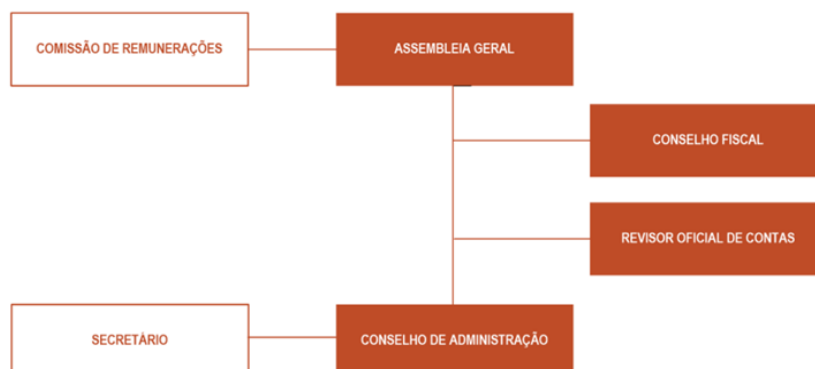 COMISSÃO DE REMUNERAÇÕES
ASSEMBLEIA GERAL
CONSELHO FISCAL
REVISOR OFICIAL DE CONTAS
SECRETÁRIO
CONSELHO DE ADMINISTRAÇÃO